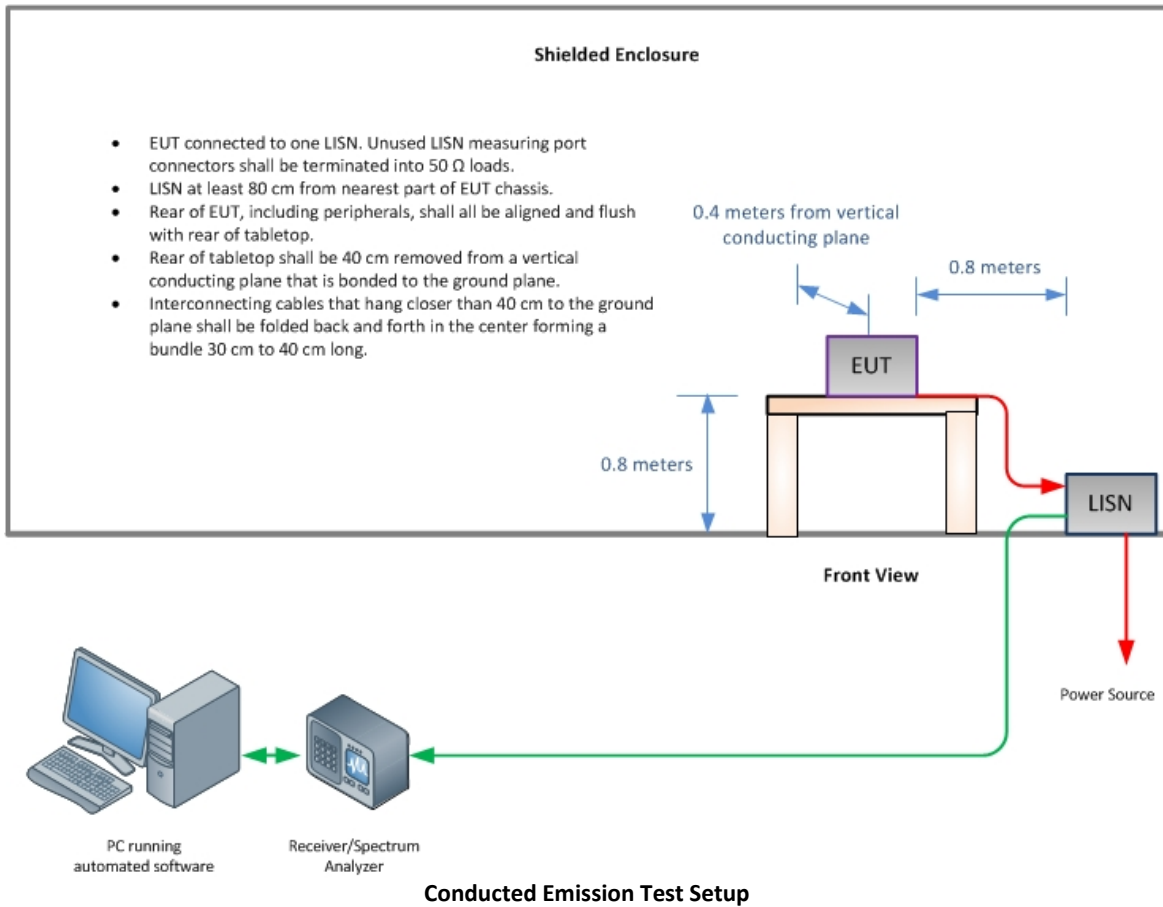 Shielded Enclosure
• EUT connected to one LISN. Unused LISN measuring port
connectors shall be terminated into 50 Ω loads.
• LISN at least 80 cm from nearest part of EUT chassis.
• Rear of EUT, including peripherals, shall all be aligned and flush
with rear of tabletop.
• Rear of tabletop shall be 40 cm removed from a vertical
conducting plane that is bonded to the ground plane.
• Interconnecting cables that hang closer than 40 cm to the ground
plane shall be folded back and forth in the center forming a
bundle 30 cm to 40 cm long.
0.4 meters from vertical
conducting plane
0.8 meters
EUT
0.8 meters
LISN
Front View
Power Source
PC running
automated software
Receiver/Spectrum
Analyzer
Conducted Emission Test Setup